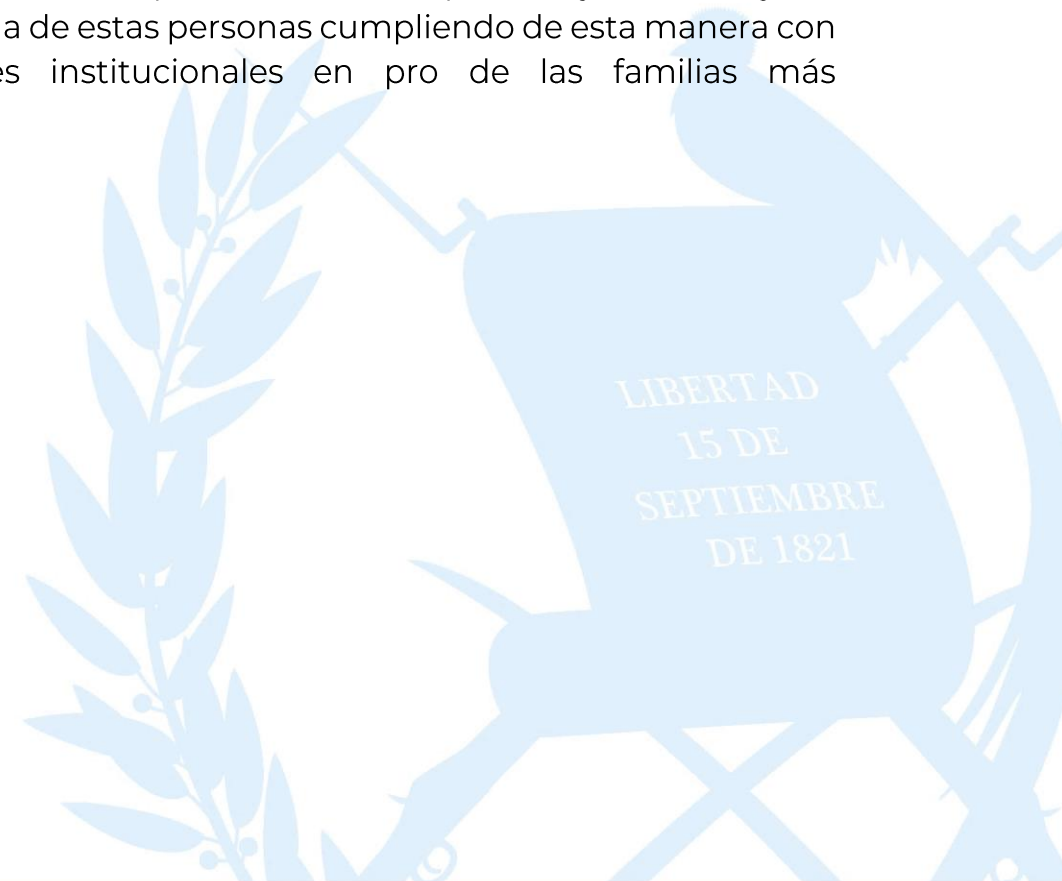 a de estas personas cumpliendo de esta manera con
es institucionales en pro de las familias más
LIBERTAD
15 DE
SEPTIEMBRE
DE 1821